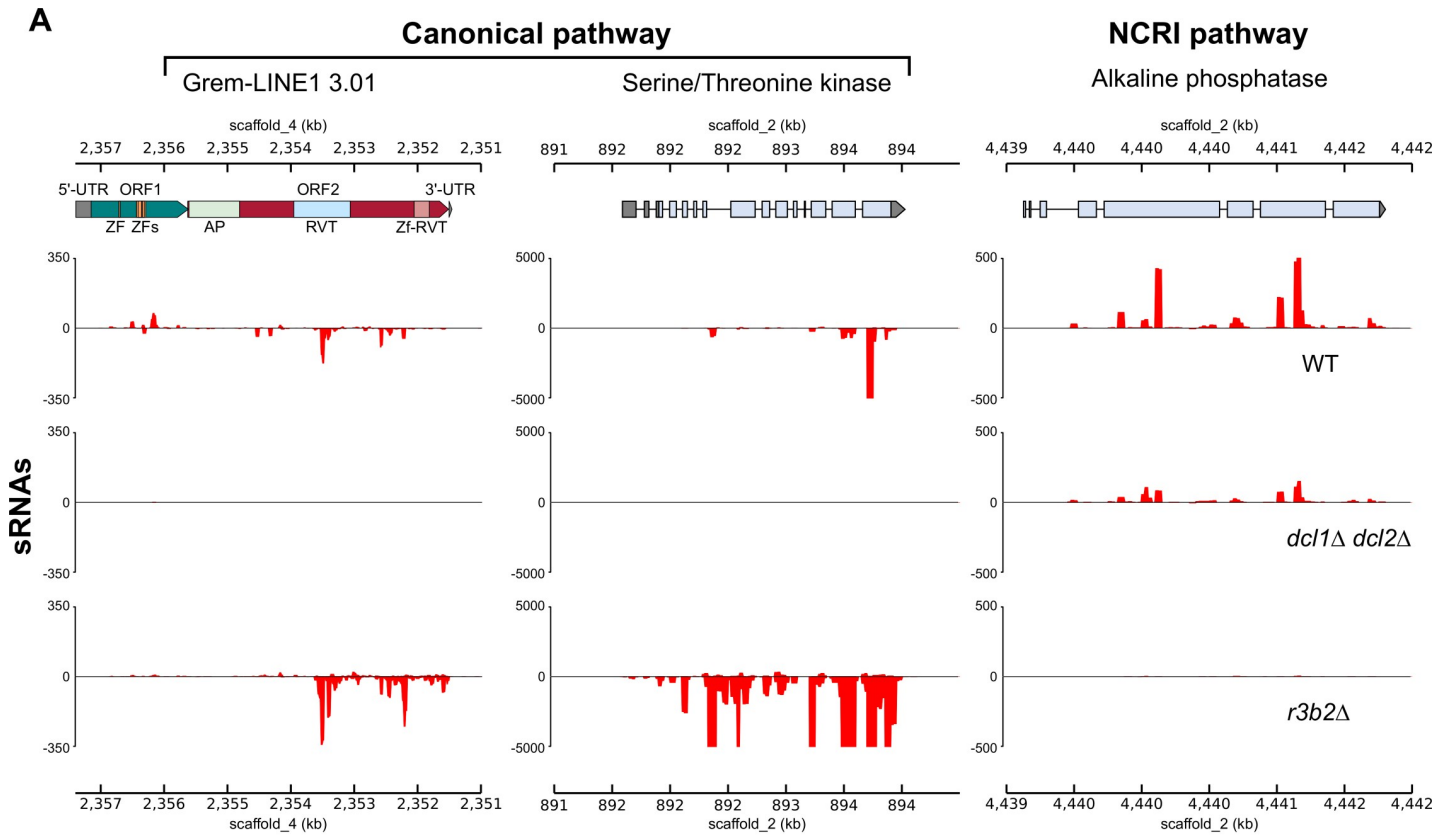 A
Canonical pathway
NCRI pathway
Grem-LINE1 3.01
Serine/Threonine kinase
Alkaline phosphatase
scaffold_4 (kb)
scaffold_2 (kb)
scaffold_2 (kb)
2,357 2,356 2,355 2,354 2,353 2,352 2,351
891 892 892 892 893 894 894
4,439 4,440 4,440 4,440 4,441 4,442 4,442
5'-UTR ORF1 ORF2 3'-UTR
ZF ZFs AP RVT Zf-RVT
350 5000 500
0 0 0
WT
-350 -5000 -500
350 5000 500
sRNAs
0 0 0
dcl1Δ dcl2Δ
-350 -5000 -500
350 5000 500
0 0 0
r3b2Δ
-350 -5000 -500
2,357 2,356 2,355 2,354 2,353 2,352 2,351
891 892 892 892 893 894 894
4,439 4,440 4,440 4,440 4,441 4,442 4,442
scaffold_4 (kb)
scaffold_2 (kb)
scaffold_2 (kb)